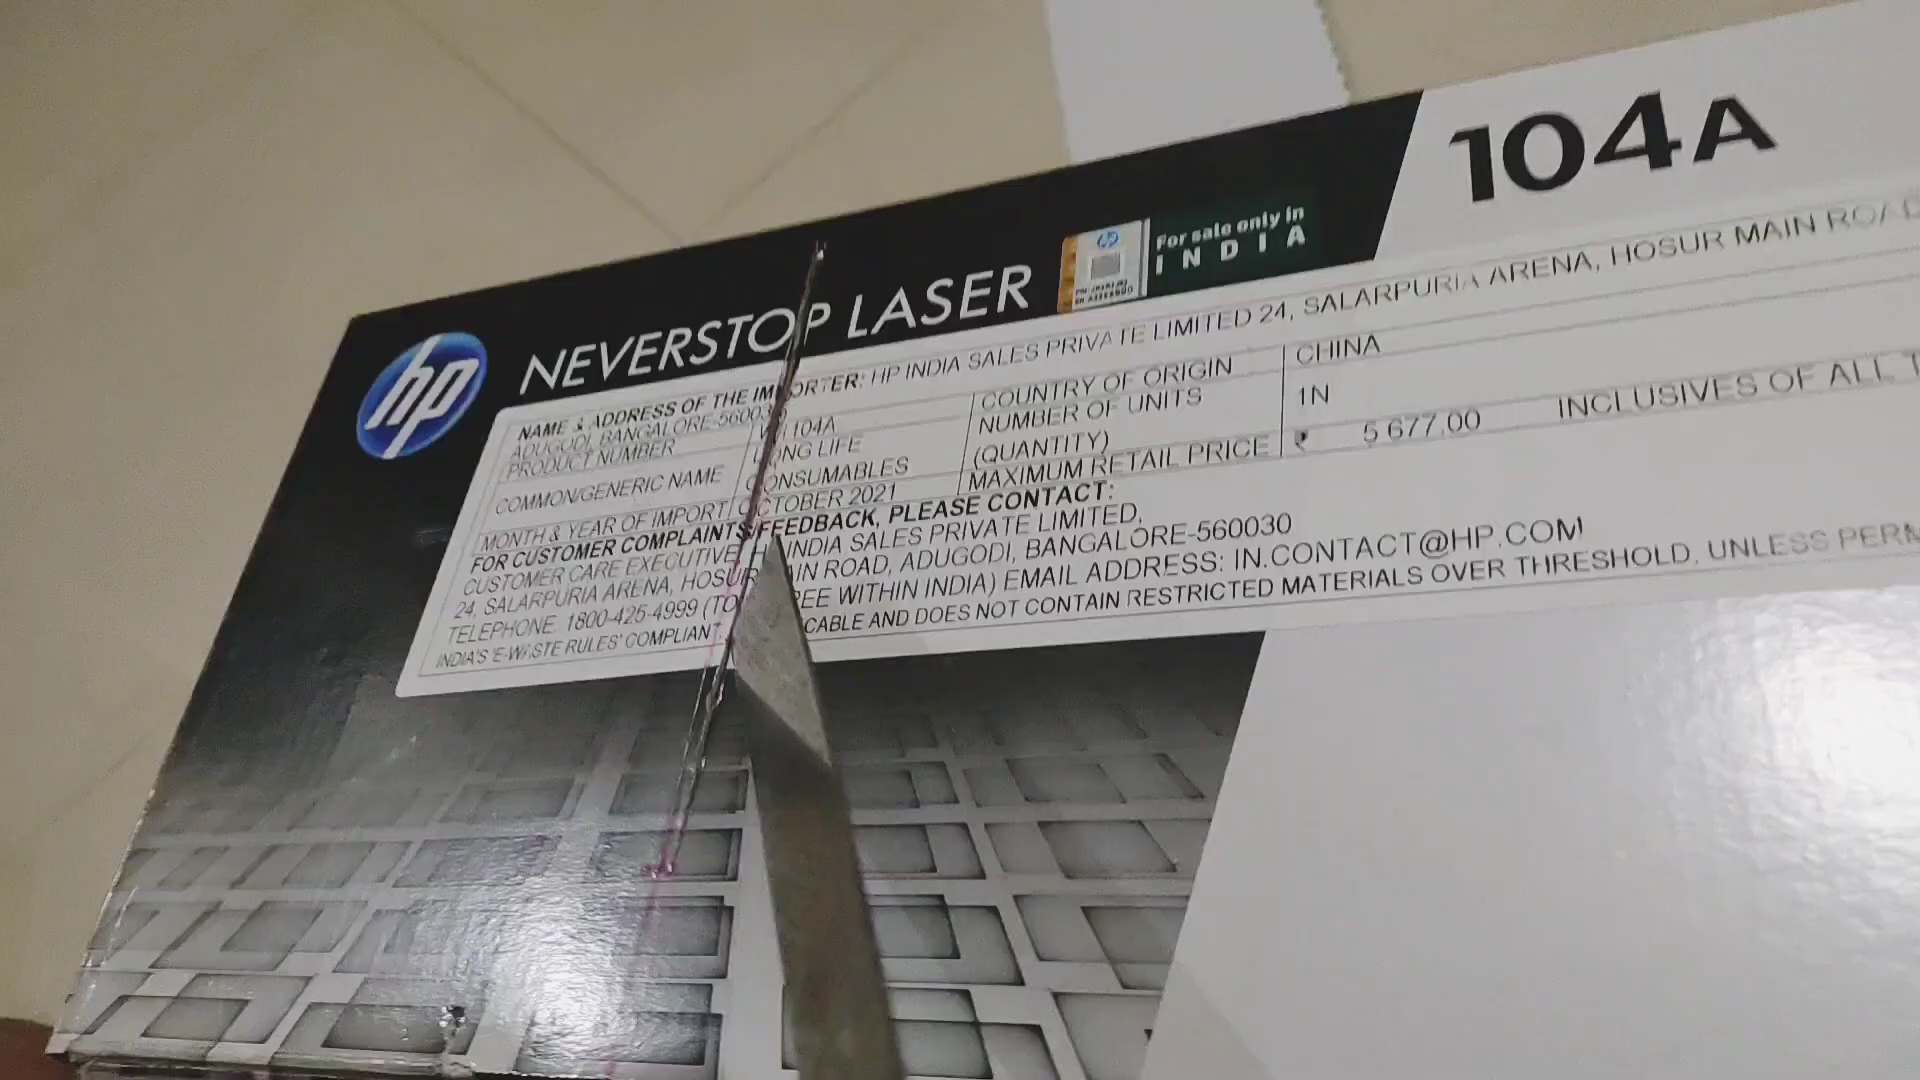 104A
For sale only in
INDIA
hp
NEVERSTOP LASER
NAME & ADDRESS OF THE IMPORTER: HP INDIA SALES PRIVATE LIMITED 24, SALARPURIA ARENA, HOSUR MAIN ROAD
ADUGODI, BANGALORE-560030
PRODUCT NUMBER 104A
COMMON/GENERIC NAME LONG LIFE CONSUMABLES
MONTH & YEAR OF IMPORT OCTOBER 2021
COUNTRY OF ORIGIN CHINA
NUMBER OF UNITS (QUANTITY) 1N
MAXIMUM RETAIL PRICE ₹ 5 677.00 INCLUSIVES OF ALL
FOR CUSTOMER COMPLAINTS/FEEDBACK, PLEASE CONTACT:
CUSTOMER CARE EXECUTIVE HP INDIA SALES PRIVATE LIMITED,
24, SALARPURIA ARENA, HOSUR MAIN ROAD, ADUGODI, BANGALORE-560030
TELEPHONE. 1800-425-4999 (TOLL FREE WITHIN INDIA) EMAIL ADDRESS: IN.CONTACT@HP.COM
INDIA'S 'E-WASTE RULES' COMPLIANT CABLE AND DOES NOT CONTAIN RESTRICTED MATERIALS OVER THRESHOLD, UNLESS